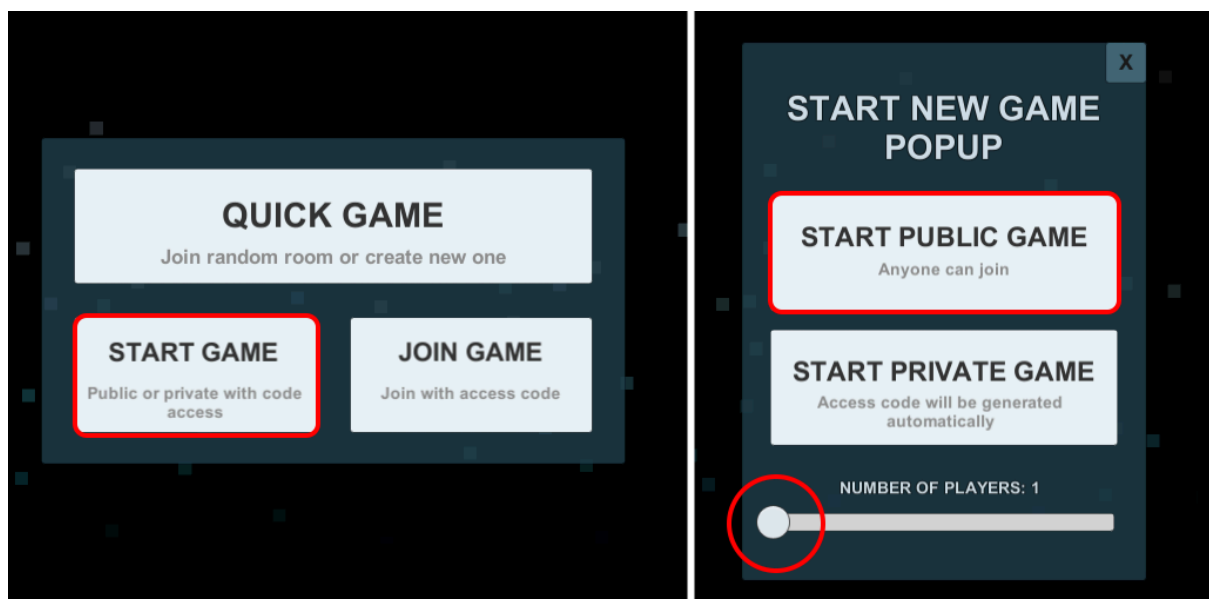 QUICK GAME
Join random room or create new one
START GAME
Public or private with code
access
JOIN GAME
Join with access code
X
START NEW GAME
POPUP
START PUBLIC GAME
Anyone can join
START PRIVATE GAME
Access code will be generated
automatically
NUMBER OF PLAYERS: 1